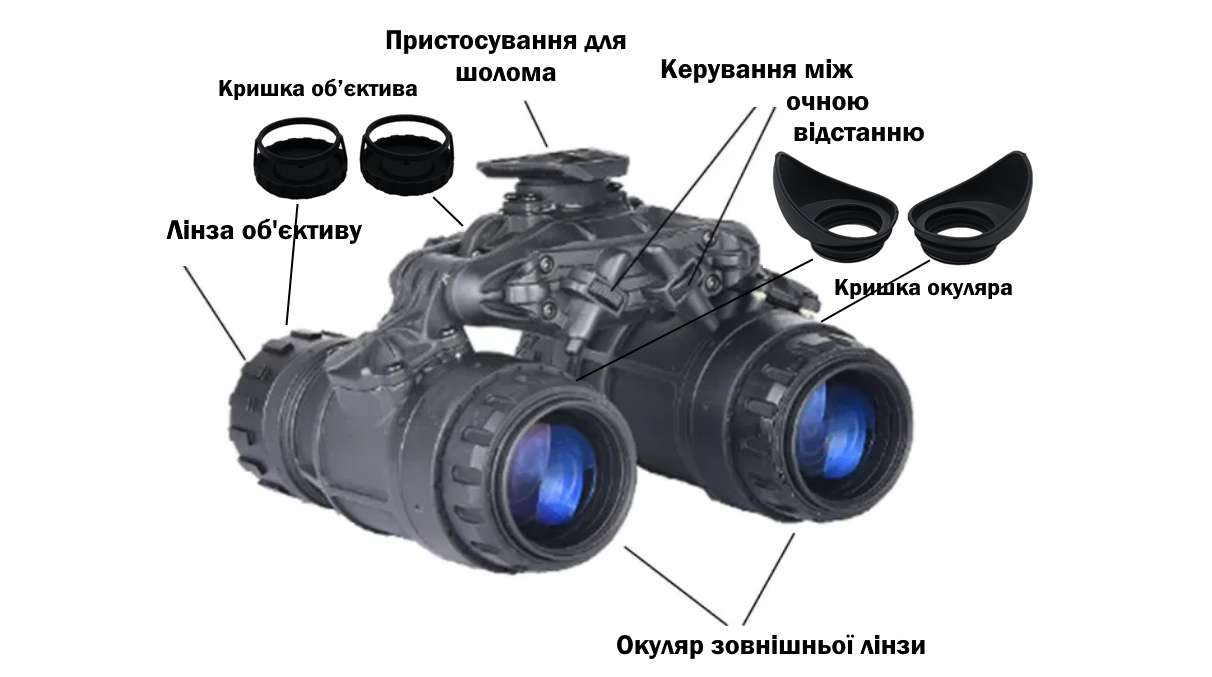 Пристосування для
шолома
Кришка об’єктива
Керування між
очною
відстанню
Лінза об'єктиву
Кришка окуляра
Окуляр зовнішньої лінзи